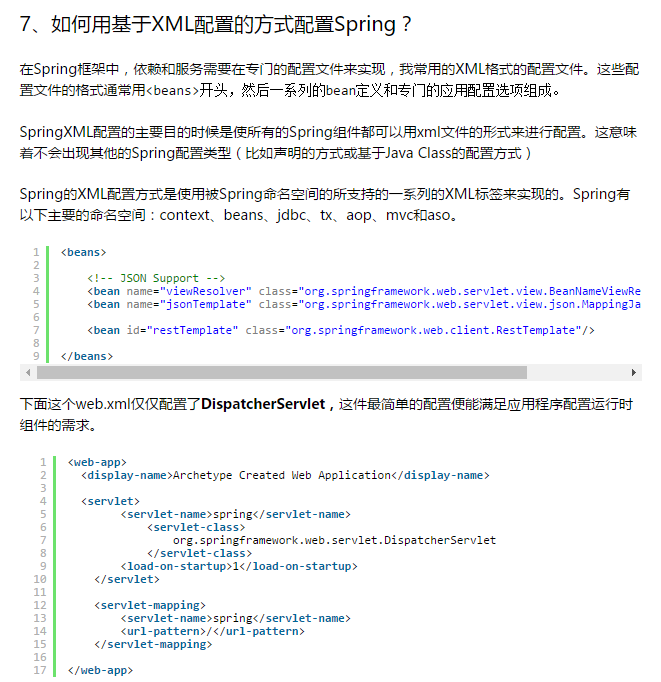 7、如何用基于XML配置的方式配置Spring？
在Spring框架中，依赖和服务需要在专门的配置文件来实现，我常用的XML格式的配置文件。这些配
置文件的格式通常用<beans>开头，然后一系列的bean定义和专门的应用配置选项组成。
SpringXML配置的主要目的时候是使所有的Spring组件都可以用xml文件的形式来进行配置。这意味
着不会出现其他的Spring配置类型（比如声明的方式或基于Java Class的配置方式）
Spring的XML配置方式是使用被Spring命名空间的所支持的一系列的XML标签来实现的。Spring有
以下主要的命名空间：context、beans、jdbc、tx、aop、mvc和aso。
1 <beans>
2
3 <!-- JSON Support -->
4 <bean name="viewResolver" class="org.springframework.web.servlet.view.BeanNameViewRe
5 <bean name="jsonTemplate" class="org.springframework.web.servlet.view.json.MappingJa
6
7 <bean id="restTemplate" class="org.springframework.web.client.RestTemplate"/>
8
9 </beans>
下面这个web.xml仅仅配置了DispatcherServlet，这件最简单的配置便能满足应用程序配置运行时
组件的需求。
1 <web-app>
2 <display-name>Archetype Created Web Application</display-name>
3
4 <servlet>
5 <servlet-name>spring</servlet-name>
6 <servlet-class>
7 org.springframework.web.servlet.DispatcherServlet
8 </servlet-class>
9 <load-on-startup>1</load-on-startup>
10 </servlet>
11
12 <servlet-mapping>
13 <servlet-name>spring</servlet-name>
14 <url-pattern>/</url-pattern>
15 </servlet-mapping>
16
17 </web-app>